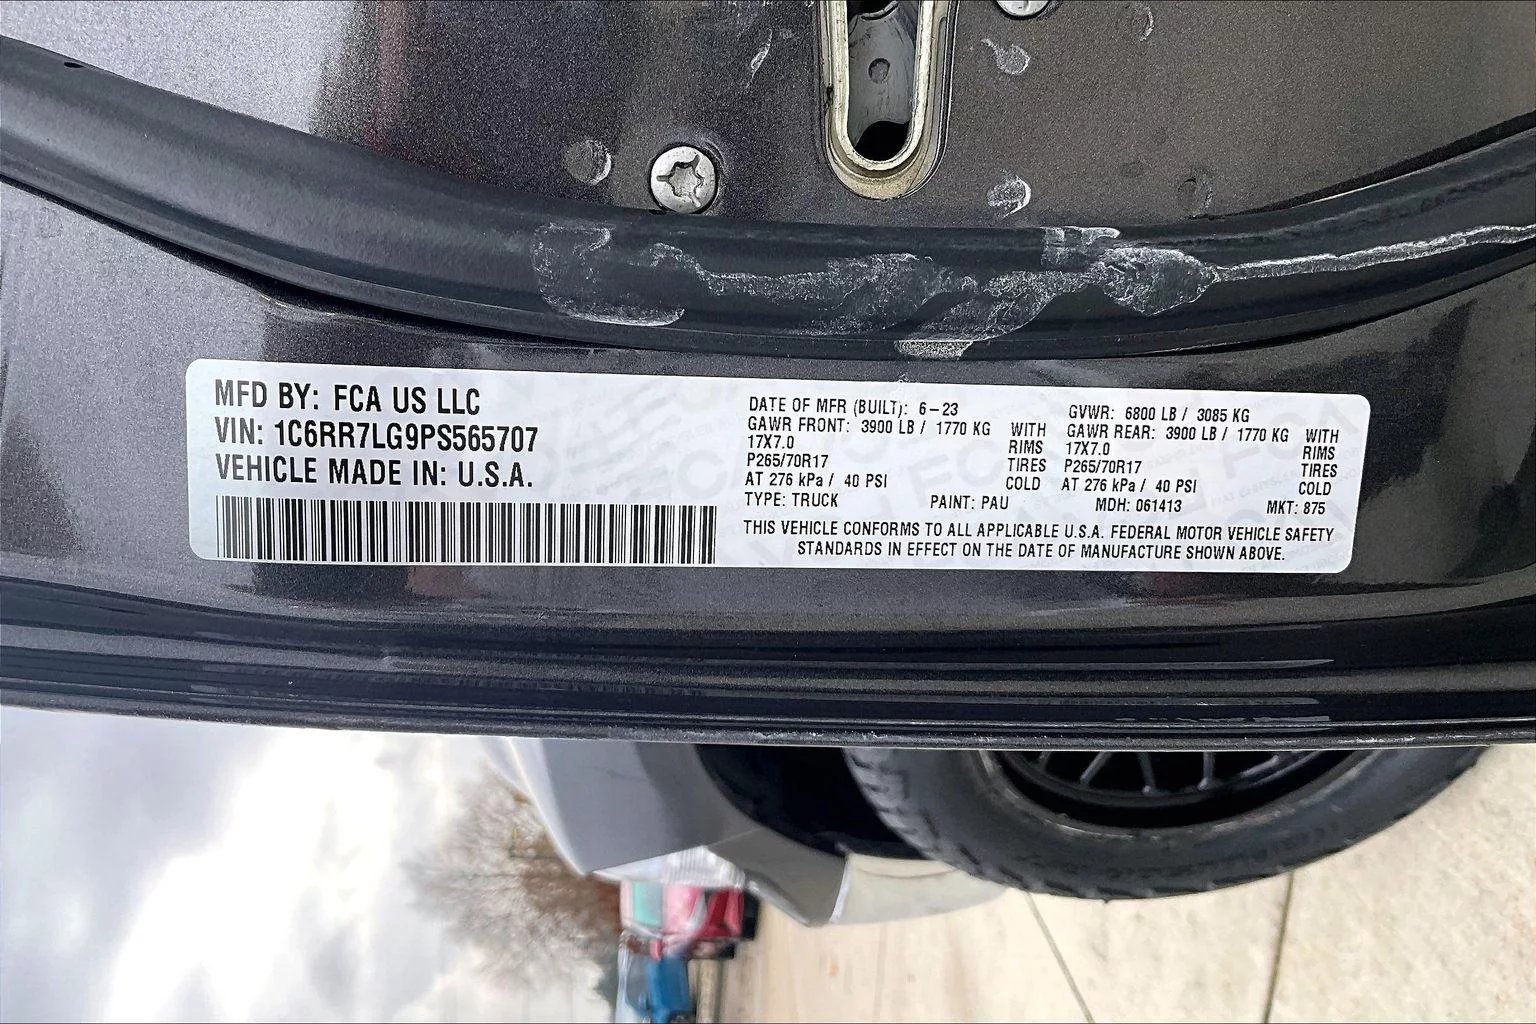 MFD BY: FCA US LLC
VIN: 1C6RR7LG9PS565707
VEHICLE MADE IN: U.S.A.
DATE OF MFR (BUILT): 6-23
GVWR: 6800 LB / 3085 KG
GAWR FRONT: 3900 LB / 1770 KG WITH
GAWR REAR: 3900 LB / 1770 KG WITH
17X7.0 RIMS
17X7.0 RIMS
P265/70R17 TIRES
P265/70R17 TIRES
AT 276 kPa / 40 PSI COLD
AT 276 kPa / 40 PSI COLD
TYPE: TRUCK PAINT: PAU MDH: 061413 MKT: 875
THIS VEHICLE CONFORMS TO ALL APPLICABLE U.S.A. FEDERAL MOTOR VEHICLE SAFETY
STANDARDS IN EFFECT ON THE DATE OF MANUFACTURE SHOWN ABOVE.